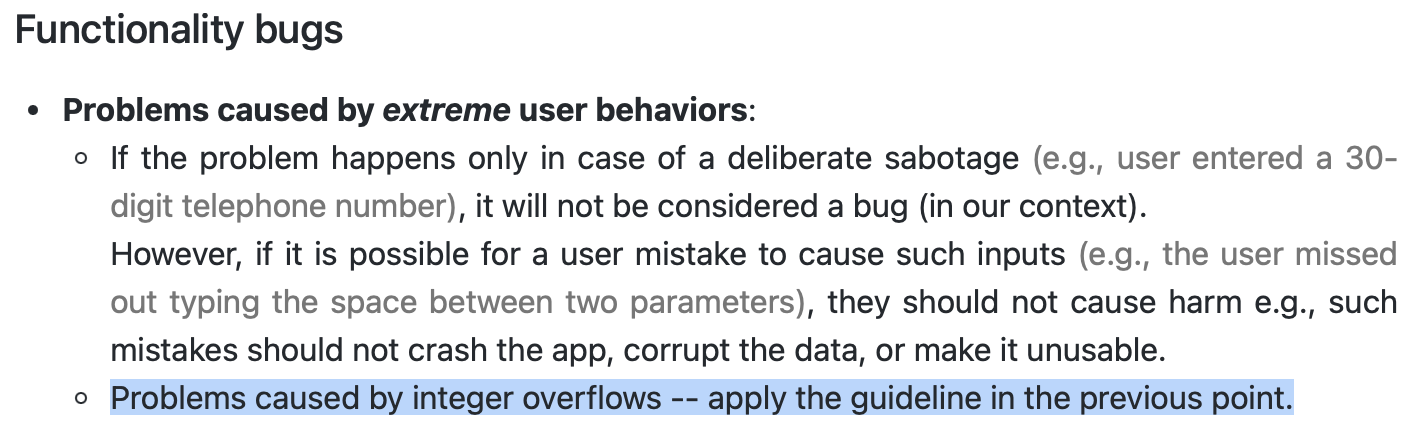 Functionality bugs
• Problems caused by extreme user behaviors:
○ If the problem happens only in case of a deliberate sabotage (e.g., user entered a 30-
digit telephone number), it will not be considered a bug (in our context).
However, if it is possible for a user mistake to cause such inputs (e.g., the user missed
out typing the space between two parameters), they should not cause harm e.g., such
mistakes should not crash the app, corrupt the data, or make it unusable.
○ Problems caused by integer overflows -- apply the guideline in the previous point.